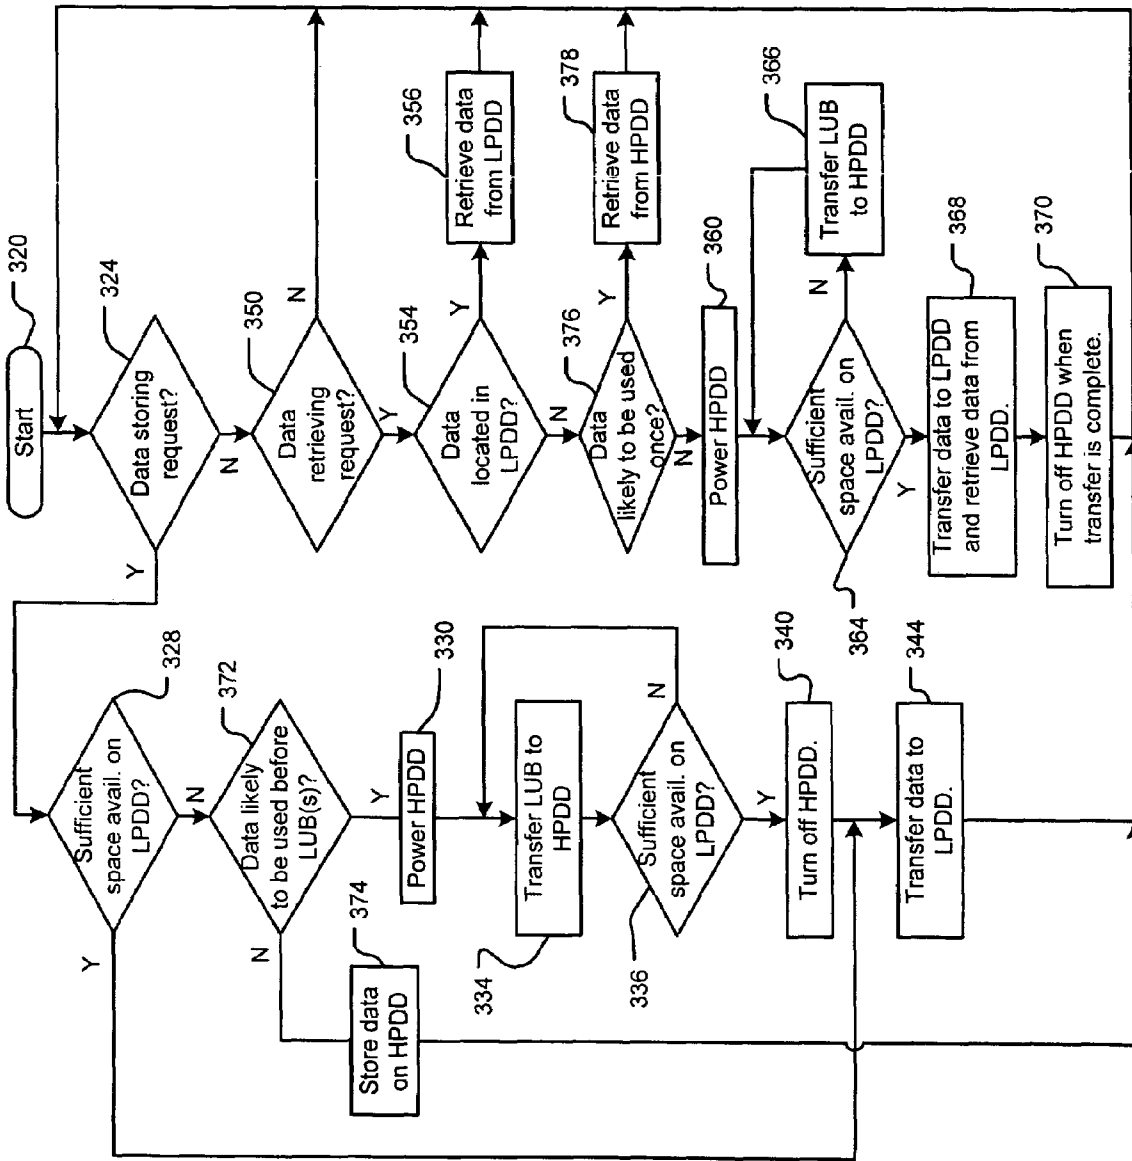 Start
320
Data storing
request?
324
Y
N
Data
retrieving
request?
350
N
Y
Data
located in
LPDD?
354
Y
N
Retrieve data
from LPDD
356
Data
likely to be used
once?
376
Y
N
Retrieve data
from HPDD
378
Power HPDD
360
Sufficient
space avail. on
LPDD?
364
N
Y
Transfer LUB
to HPDD
366
Transfer data to LPDD
and retrieve data from
LPDD.
368
Turn off HPDD when
transfer is complete.
370
Sufficient
space avail. on
LPDD?
328
Y
N
Data likely
to be used before
LUB(s)?
372
N
Y
Store data
on HPDD
374
Power HPDD
330
Transfer LUB to
HPDD
334
Sufficient
space avail. on
LPDD?
336
N
Y
Turn off HPDD.
340
Transfer data to
LPDD.
344